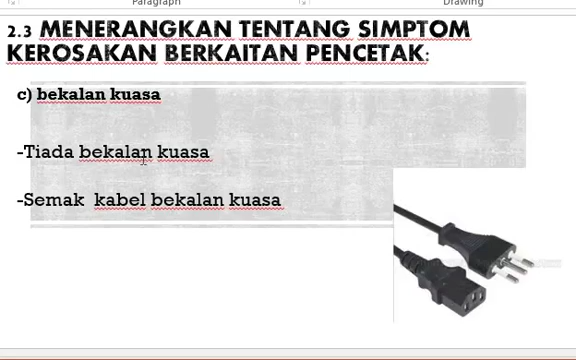 Paragraph
Drawing
2.3 MENERANGKAN TENTANG SIMPTOM
KEROSAKAN BERKAITAN PENCETAK:
c) bekalan kuasa
-Tiada bekalan kuasa
-Semak kabel bekalan kuasa